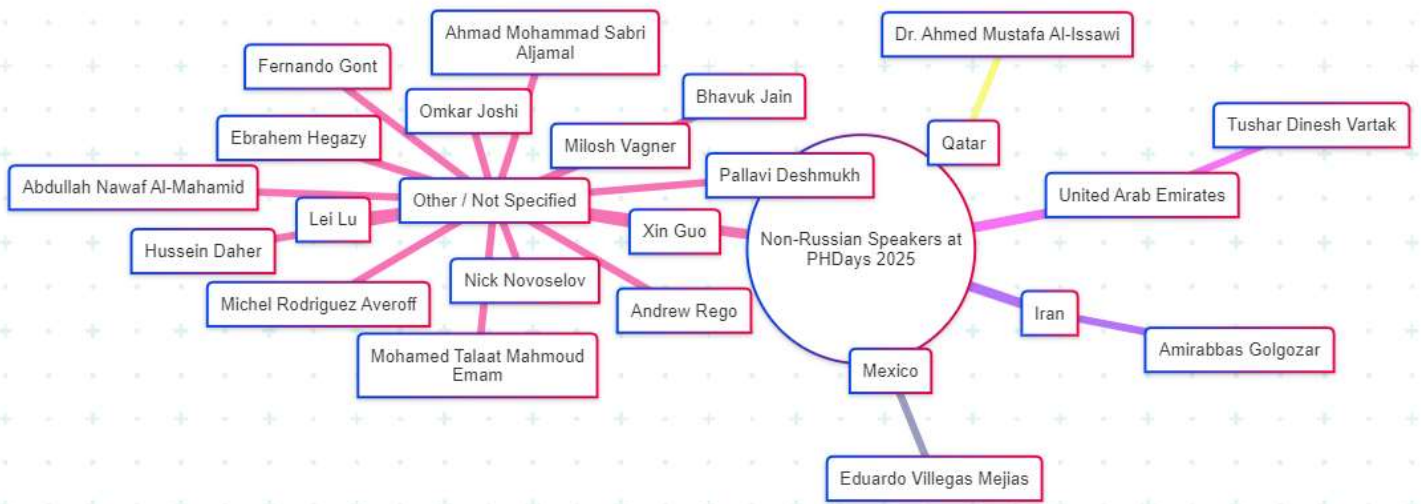 Ahmad Mohammad Sabri
Aljamal
Dr. Ahmed Mustafa Al-Issawi
Fernando Gont
Bhavuk Jain
Omkar Joshi
Tushar Dinesh Vartak
Ebrahem Hegazy
Milosh Vagner
Qatar
Pallavi Deshmukh
Abdullah Nawaf Al-Mahamid
Other / Not Specified
United Arab Emirates
Lei Lu
Xin Guo
Non-Russian Speakers at
PHDays 2025
Hussein Daher
Nick Novoselov
Michel Rodriguez Averoff
Andrew Rego
Iran
Amirabbas Golgozar
Mohamed Talaat Mahmoud
Emam
Mexico
Eduardo Villegas Mejias